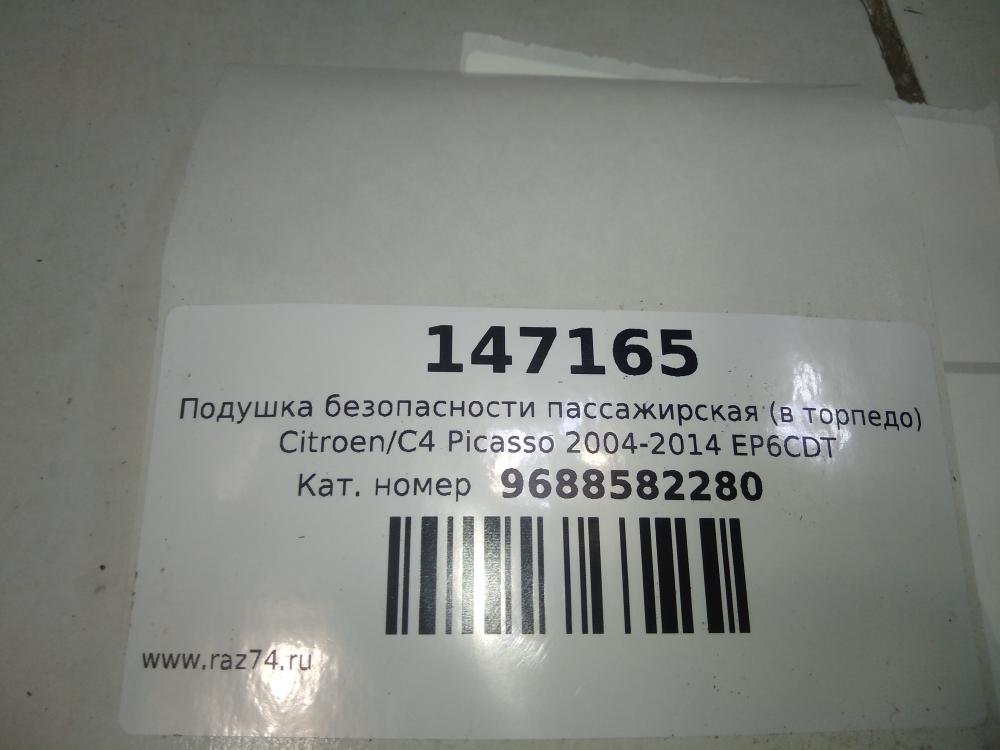 147165
Подушка безопасности пассажирская (в торпедо)
Citroen/C4 Picasso 2004-2014 EP6CDT
Кат. номер 9688582280
www.raz74.ru